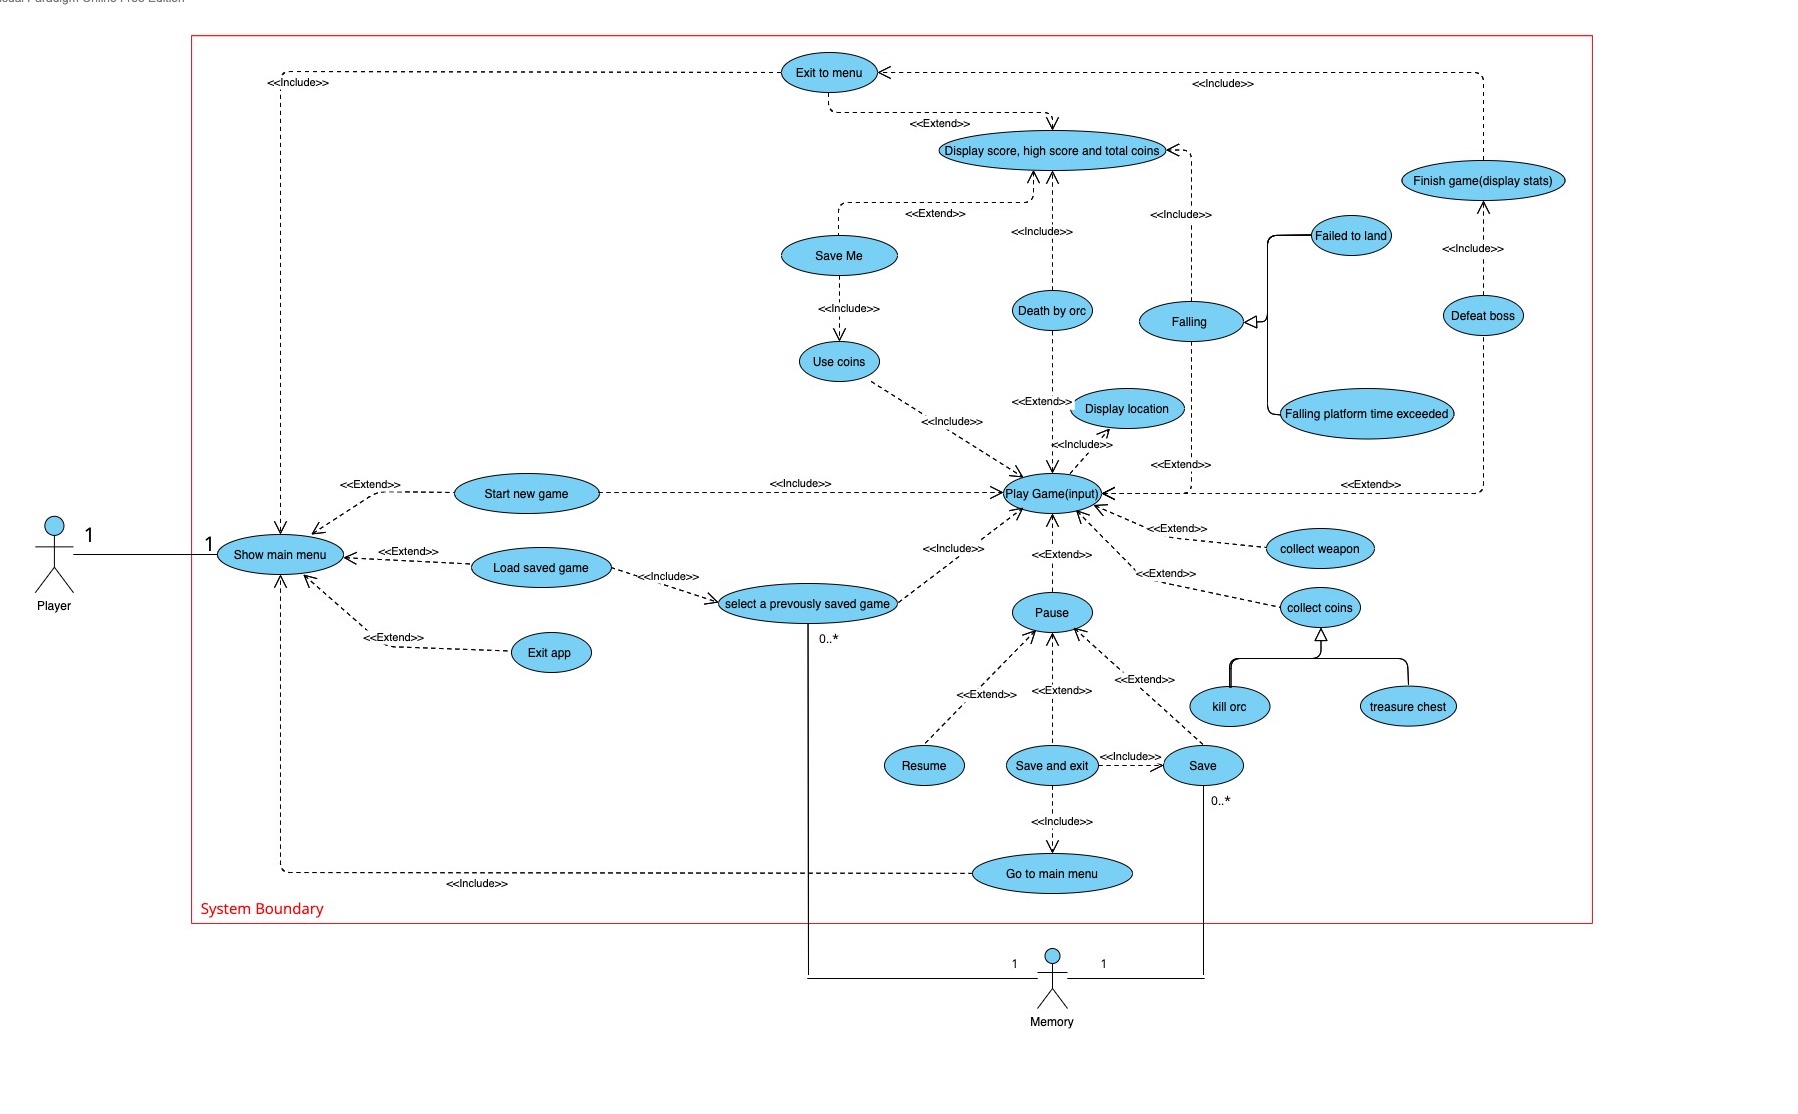 Paradigm Online Free Edition
Exit to menu
<<Include>>
<<Include>>
<<Extend>>
Display score, high score and total coins
Finish game(display stats)
<<Extend>>
<<Include>>
<<Include>>
Failed to land
<<Include>>
Save Me
<<Include>>
Death by orc
Falling
Defeat boss
Use coins
<<Extend>>
Display location
Falling platform time exceeded
<<Include>>
<<Include>>
<<Extend>>
<<Extend>>
<<Include>>
<<Extend>>
Start new game
Play Game(input)
1
1
Show main menu
<<Extend>>
Load saved game
<<Include>>
<<Include>>
<<Extend>>
<<Extend>>
collect weapon
<<Extend>>
Player
select a prevously saved game
Pause
collect coins
0..*
<<Extend>>
Exit app
<<Extend>>
<<Extend>>
<<Extend>>
kill orc
treasure chest
Resume
Save and exit
<<Include>>
Save
0..*
<<Include>>
Go to main menu
<<Include>>
System Boundary
1
1
Memory